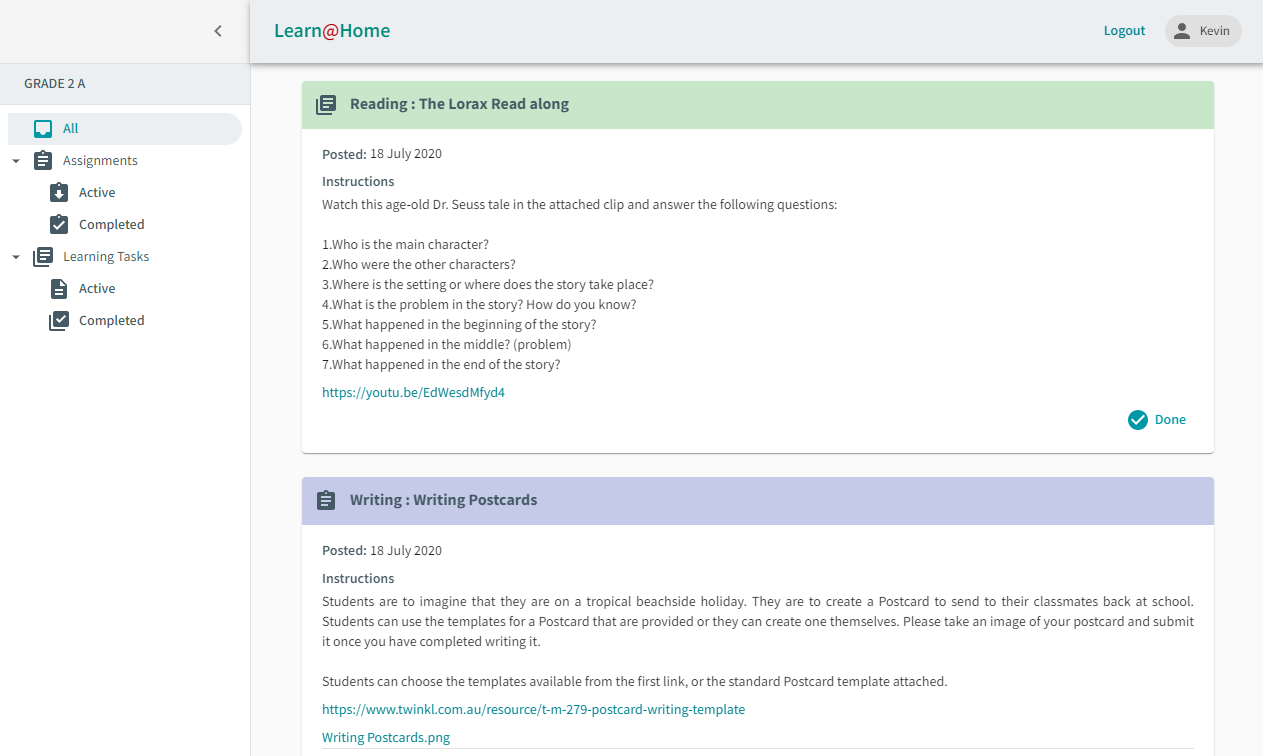 Learn@Home
Logout
Kevin
GRADE 2 A
All
Assignments
Active
Completed
Learning Tasks
Active
Completed
Reading : The Lorax Read along
Posted: 18 July 2020
Instructions
Watch this age-old Dr. Seuss tale in the attached clip and answer the following questions:
1.Who is the main character?
2.Who were the other characters?
3.Where is the setting or where does the story take place?
4.What is the problem in the story? How do you know?
5.What happened in the beginning of the story?
6.What happened in the middle? (problem)
7.What happened in the end of the story?
https://youtu.be/EdWesdMfyd4
Done
Writing : Writing Postcards
Posted: 18 July 2020
Instructions
Students are to imagine that they are on a tropical beachside holiday. They are to create a Postcard to send to their classmates back at school.
Students can use the templates for a Postcard that are provided or they can create one themselves. Please take an image of your postcard and submit
it once you have completed writing it.
Students can choose the templates available from the first link, or the standard Postcard template attached.
https://www.twinkl.com.au/resource/t-m-279-postcard-writing-template
Writing Postcards.png